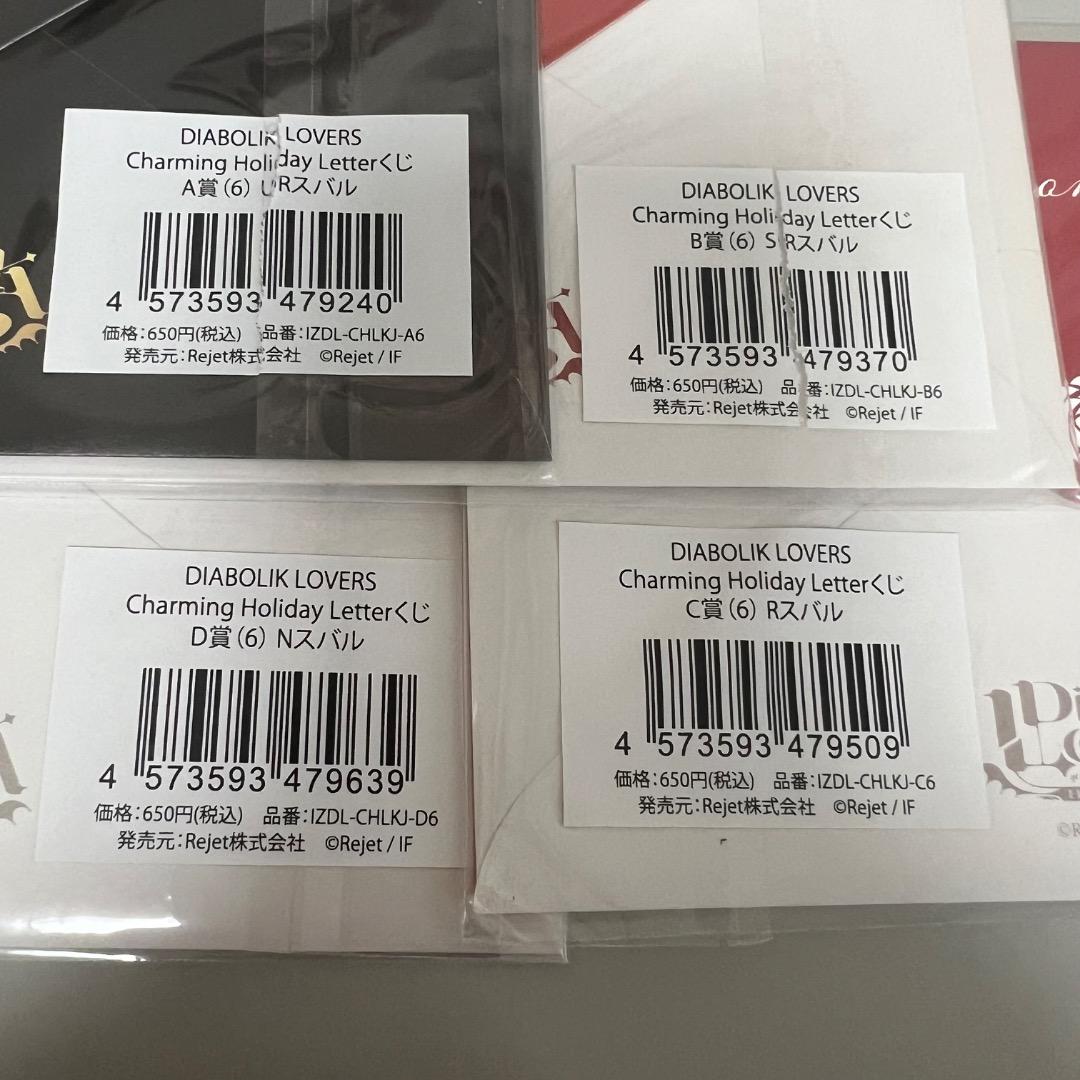 DIABOLIK LOVERS
Charming Holiday Letterくじ
A賞(6) URスバル
4 573593 479240
価格:650円(税込) 品番:IZDL-CHLKJ-A6
発売元:Rejet株式会社 ©Rejet / IF
DIABOLIK LOVERS
Charming Holiday Letterくじ
B賞(6) SRスバル
4 573593 479370
価格:650円(税込) 品番:IZDL-CHLKJ-B6
発売元:Rejet株式会社 ©Rejet / IF
DIABOLIK LOVERS
Charming Holiday Letterくじ
D賞(6) Nスバル
4 573593 479639
価格:650円(税込) 品番:IZDL-CHLKJ-D6
発売元:Rejet株式会社 ©Rejet / IF
DIABOLIK LOVERS
Charming Holiday Letterくじ
C賞(6) Rスバル
4 573593 479509
価格:650円(税込) 品番:IZDL-CHLKJ-C6
発売元:Rejet株式会社 ©Rejet / IF